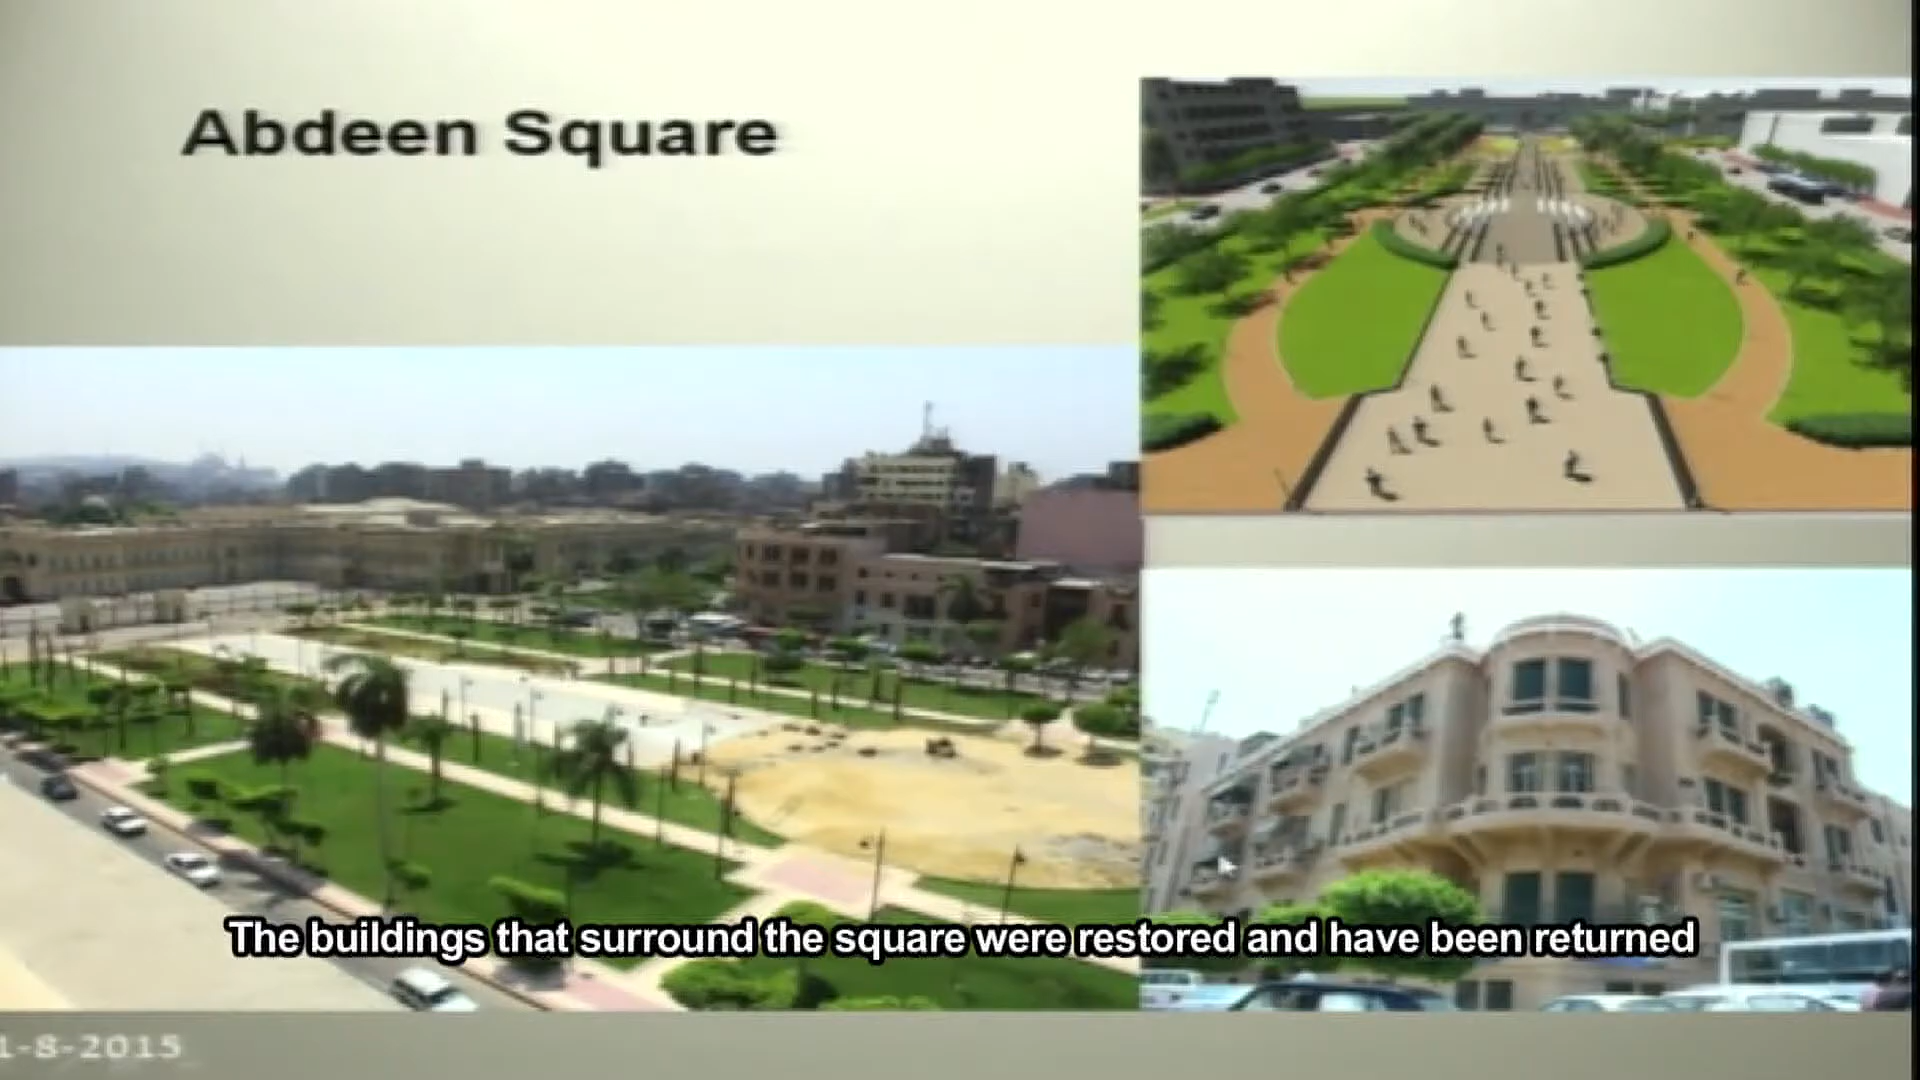 Abdeen Square
The buildings that surround the square were restored and have been returned
1-8-2015